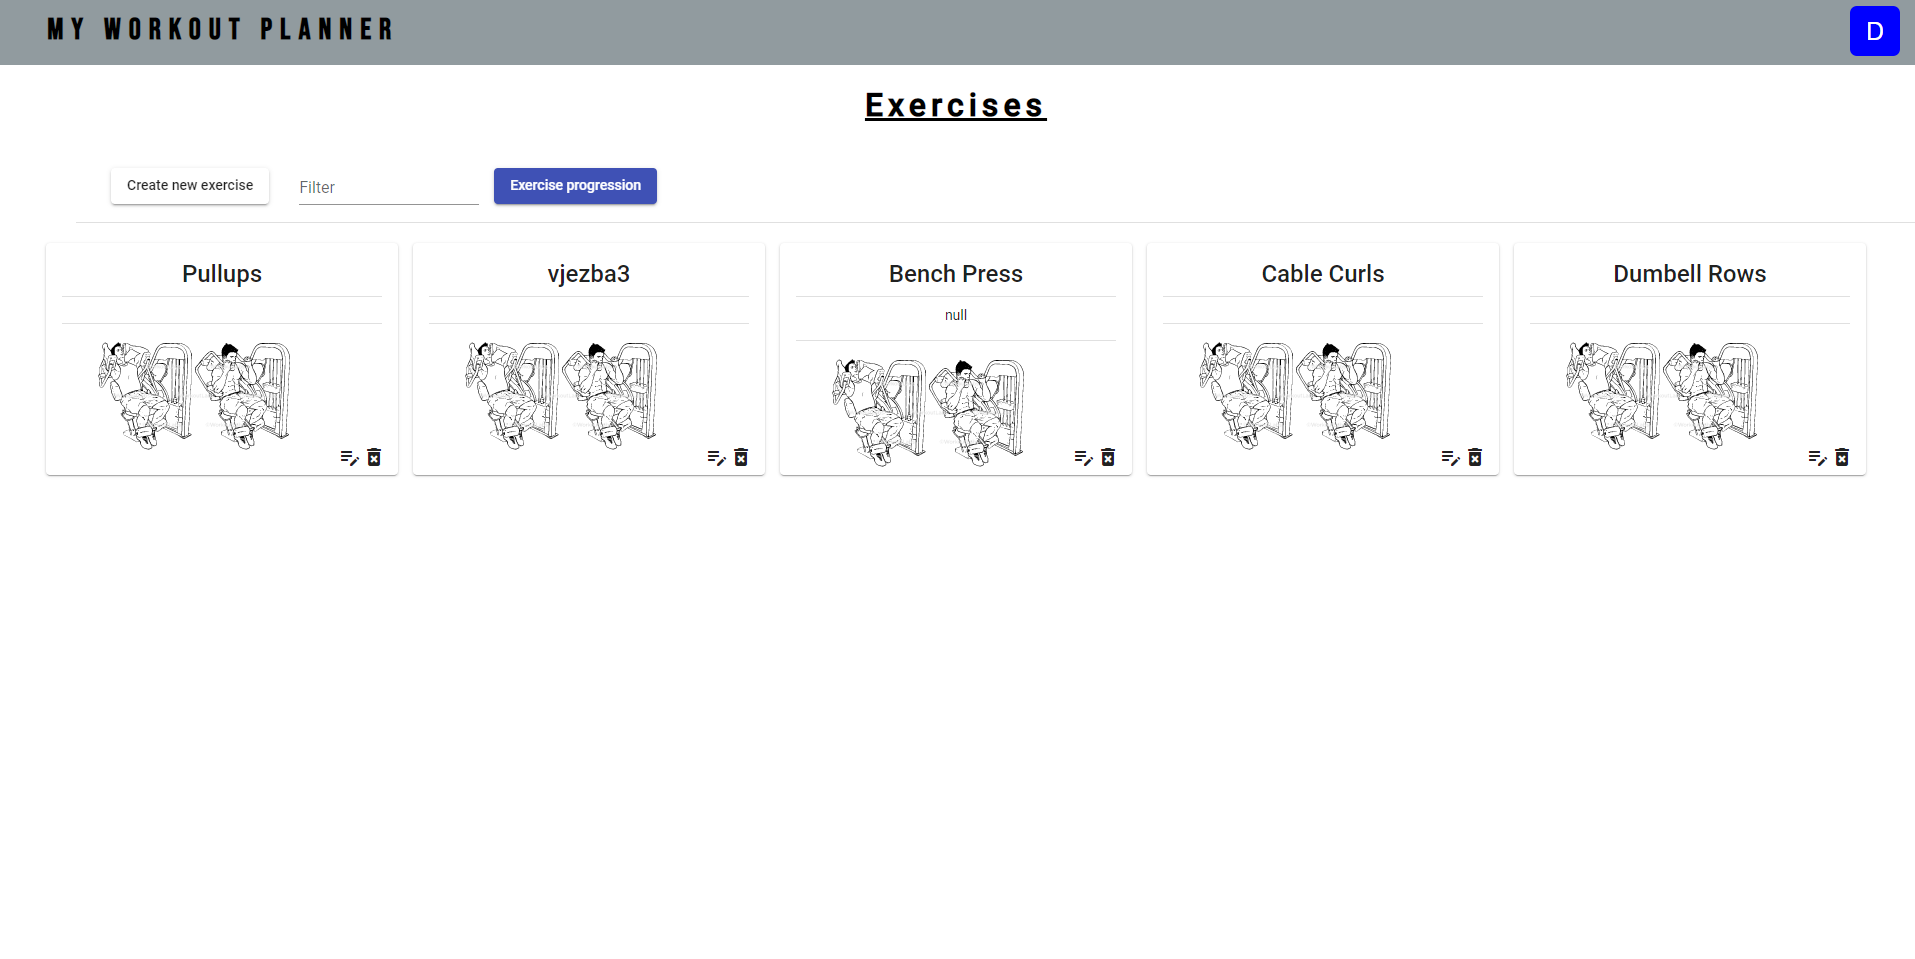 MY WORKOUT PLANNER
D
Exercises
Create new exercise
Filter
Exercise progression
Pullups
vjezba3
Bench Press
Cable Curls
Dumbell Rows
null